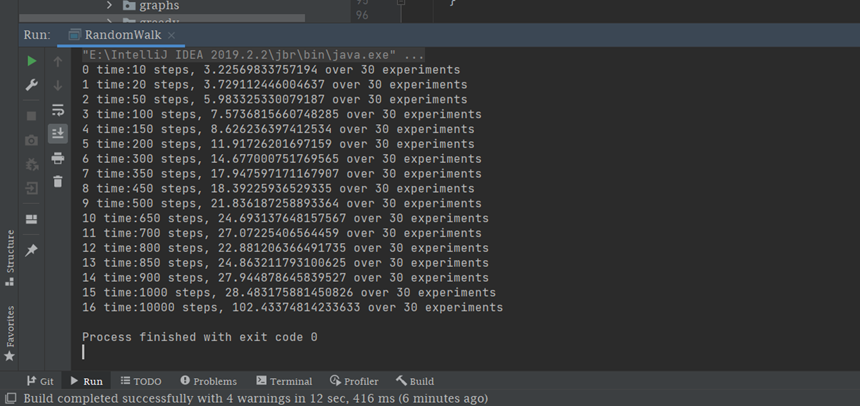 graphs
greedy
95
96
Run: RandomWalk ×
"E:\IntelliJ IDEA 2019.2.2\jbr\bin\java.exe" ...
0 time:10 steps, 3.22569833757194 over 30 experiments
1 time:20 steps, 3.729112446004637 over 30 experiments
2 time:50 steps, 5.983325330079187 over 30 experiments
3 time:100 steps, 7.5736815660748285 over 30 experiments
4 time:150 steps, 8.626236397412534 over 30 experiments
5 time:200 steps, 11.91726201697159 over 30 experiments
6 time:300 steps, 14.677000751769565 over 30 experiments
7 time:350 steps, 17.947597171167907 over 30 experiments
8 time:450 steps, 18.39225936529335 over 30 experiments
9 time:500 steps, 21.836187258893364 over 30 experiments
10 time:650 steps, 24.693137648157567 over 30 experiments
11 time:700 steps, 27.07225406564459 over 30 experiments
12 time:800 steps, 22.881206366491735 over 30 experiments
13 time:850 steps, 24.863211793100625 over 30 experiments
14 time:900 steps, 27.944878645839527 over 30 experiments
15 time:1000 steps, 28.483175881450826 over 30 experiments
16 time:10000 steps, 102.43374814233633 over 30 experiments
Process finished with exit code 0
Structure
Favorites
Git Run TODO Problems Terminal Profiler Build
Build completed successfully with 4 warnings in 12 sec, 416 ms (6 minutes ago)